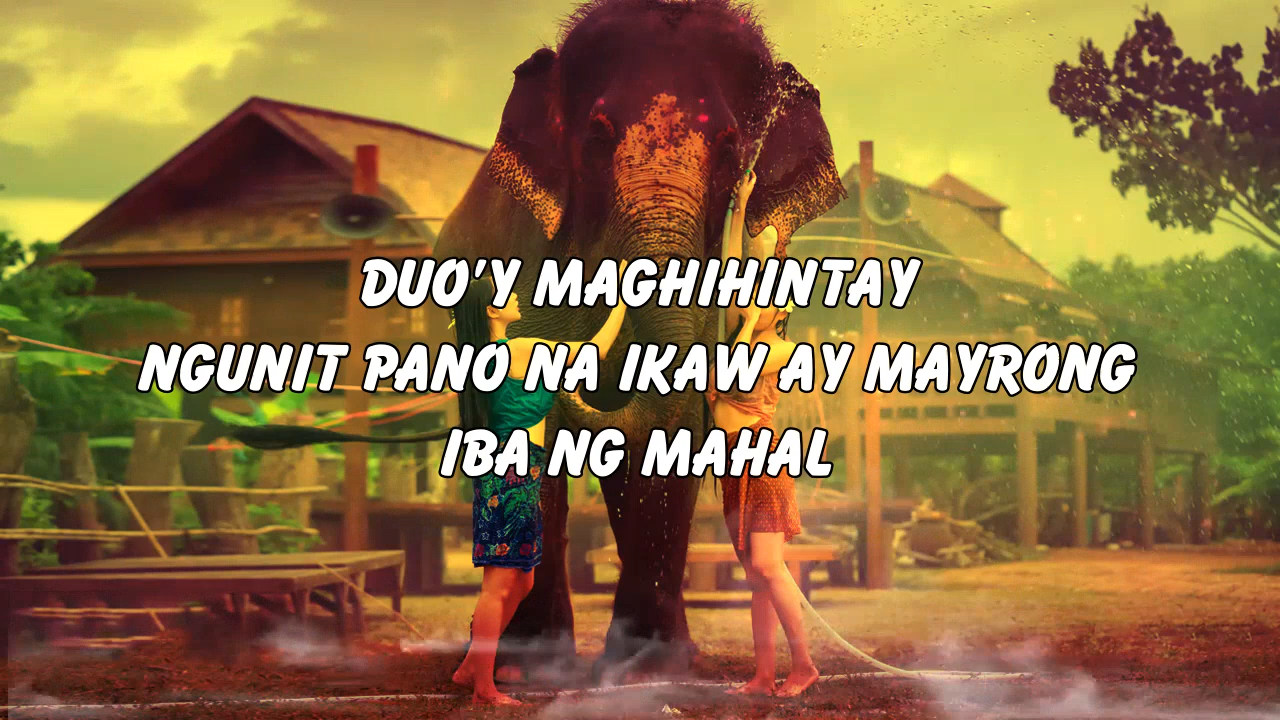 DUO'Y MAGHIHINTAY
NGUNIT PANO NA IKAW AY MAYRONG
IBA NG MAHAL